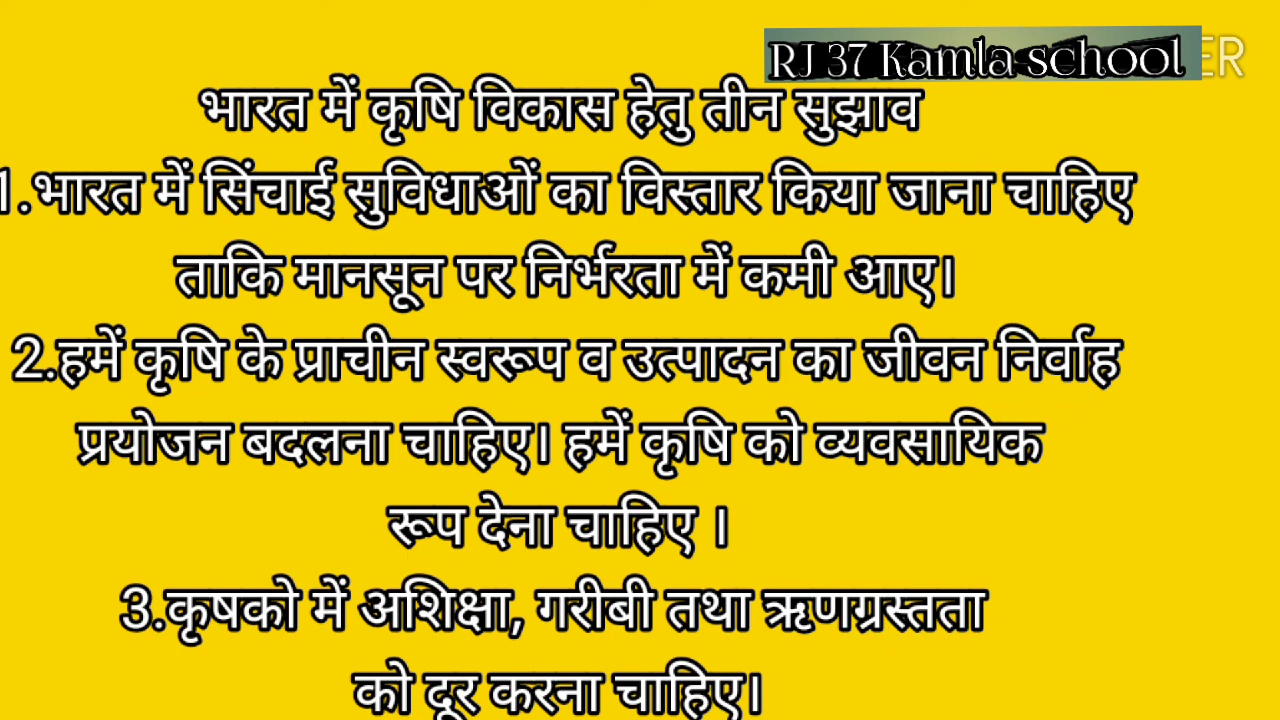 RJ 37 Kamla school ER
भारत में कृषि विकास हेतु तीन सुझाव
1.भारत में सिंचाई सुविधाओं का विस्तार किया जाना चाहिए
ताकि मानसून पर निर्भरता में कमी आए।
2.हमें कृषि के प्राचीन स्वरूप व उत्पादन का जीवन निर्वाह
प्रयोजन बदलना चाहिए। हमें कृषि को व्यवसायिक
रूप देना चाहिए ।
3.कृषको में अशिक्षा, गरीबी तथा ऋणग्रस्तता
को दूर करना चाहिए।